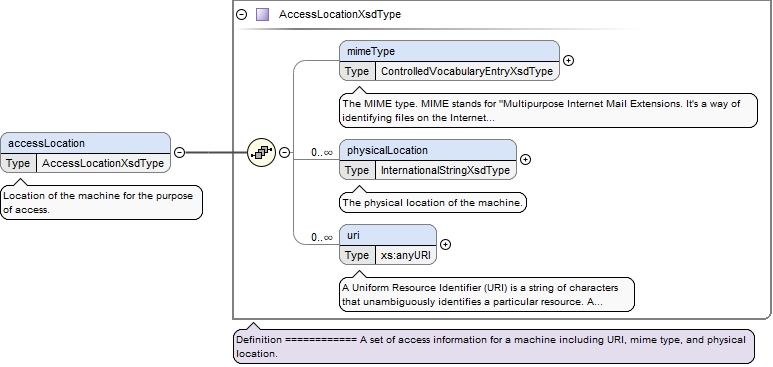 AccessLocationXsdType
mimeType
Type ControlledVocabularyEntryXsdType
The MIME type. MIME stands for "Multipurpose Internet Mail Extensions. It's a way of
identifying files on the Internet...
accessLocation
Type AccessLocationXsdType
Location of the machine for the purpose
of access.
0..∞
physicalLocation
Type InternationalStringXsdType
The physical location of the machine.
0..∞
uri
Type xs:anyURI
A Uniform Resource Identifier (URI) is a string of characters
that unambiguously identifies a particular resource. A...
Definition ============ A set of access information for a machine including URI, mime type, and physical
location.